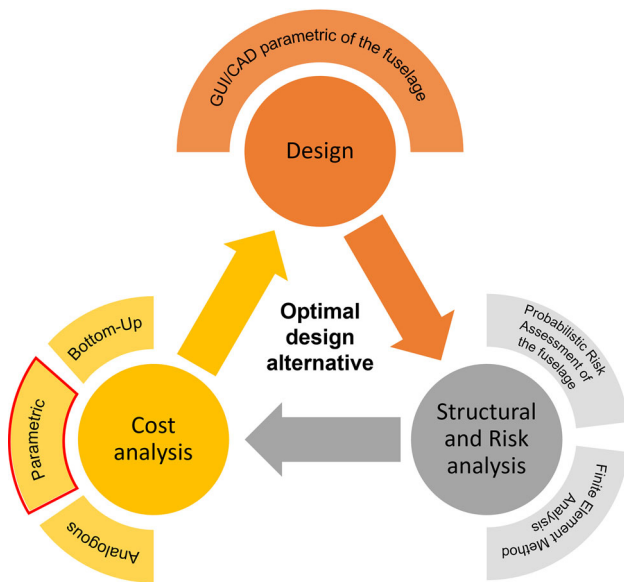 GUI/CAD parametric of the fuselage
Design
Optimal
design
alternative
Bottom-Up
Parametric
Analogous
Cost
analysis
Probabilistic Risk
Assessment of
the fuselage
Structural
and Risk
analysis
Finite Element Method
Analysis